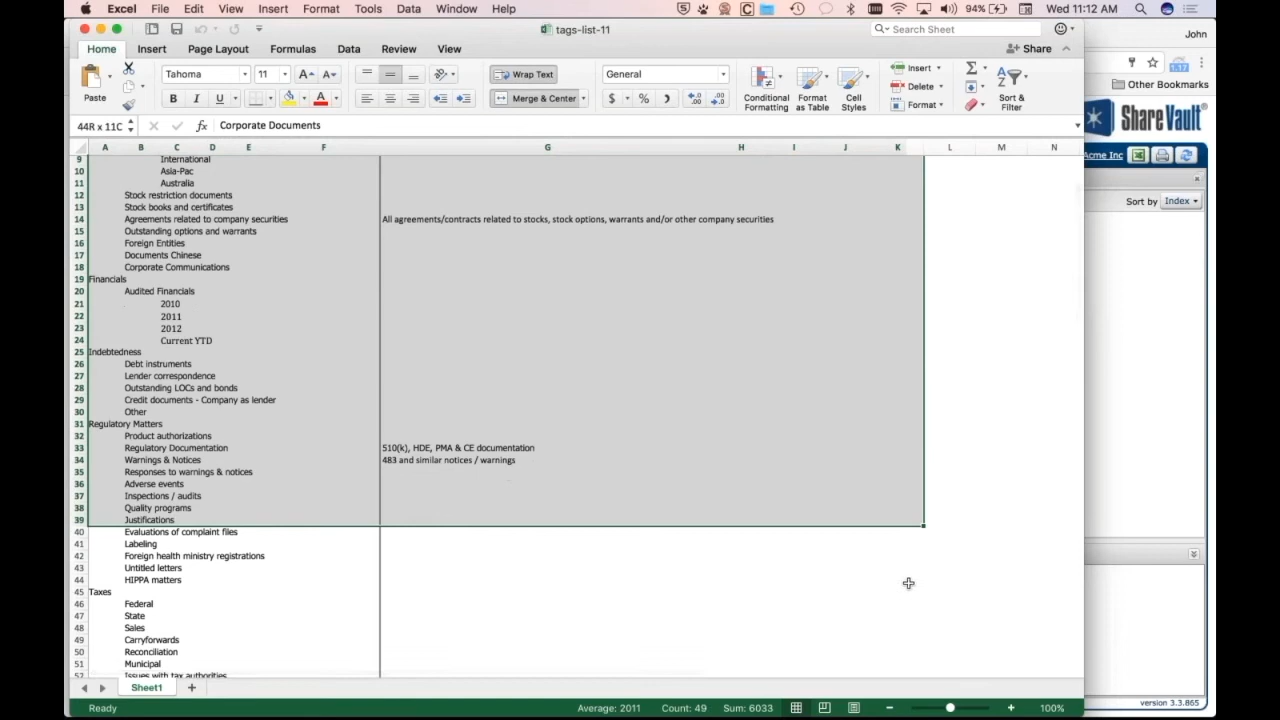 Excel File Edit View Insert Format Tools Data Window Help 94% Wed 11:12 AM
tags-list-11
Search Sheet
John
Home Insert Page Layout Formulas Data Review View Share
Other Bookmarks
Paste Tahoma 11 Wrap Text General Insert
Delete
B I U Merge & Center $ % Conditional Formatting Format as Table Cell Styles Format Sort & Filter
ShareVault
44R x 11C fx Corporate Documents
A B C D E F G H I J K L M N
Acme Inc
9 International
10 Asia-Pac
11 Australia
12 Stock restriction documents
13 Stock books and certificates
Sort by Index
14 Agreements related to company securities All agreements/contracts related to stocks, stock options, warrants and/or other company securities
15 Outstanding options and warrants
16 Foreign Entities
17 Documents Chinese
18 Corporate Communications
19 Financials
20 Audited Financials
21 2010
22 2011
23 2012
24 Current YTD
25 Indebtedness
26 Debt instruments
27 Lender correspondence
28 Outstanding LOCs and bonds
29 Credit documents - Company as lender
30 Other
31 Regulatory Matters
32 Product authorizations
33 Regulatory Documentation 510(k), HDE, PMA & CE documentation
34 Warnings & Notices 483 and similar notices / warnings
35 Responses to warnings & notices
36 Adverse events
37 Inspections / audits
38 Quality programs
39 Justifications
40 Evaluations of complaint files
41 Labeling
42 Foreign health ministry registrations
43 Untitled letters
44 HIPPA matters
45 Taxes
46 Federal
47 State
48 Sales
49 Carryforwards
50 Reconciliation
51 Municipal
52 Issues with tax authorities
Sheet1
version 3.3.865
Ready Average: 2011 Count: 49 Sum: 6033 100%